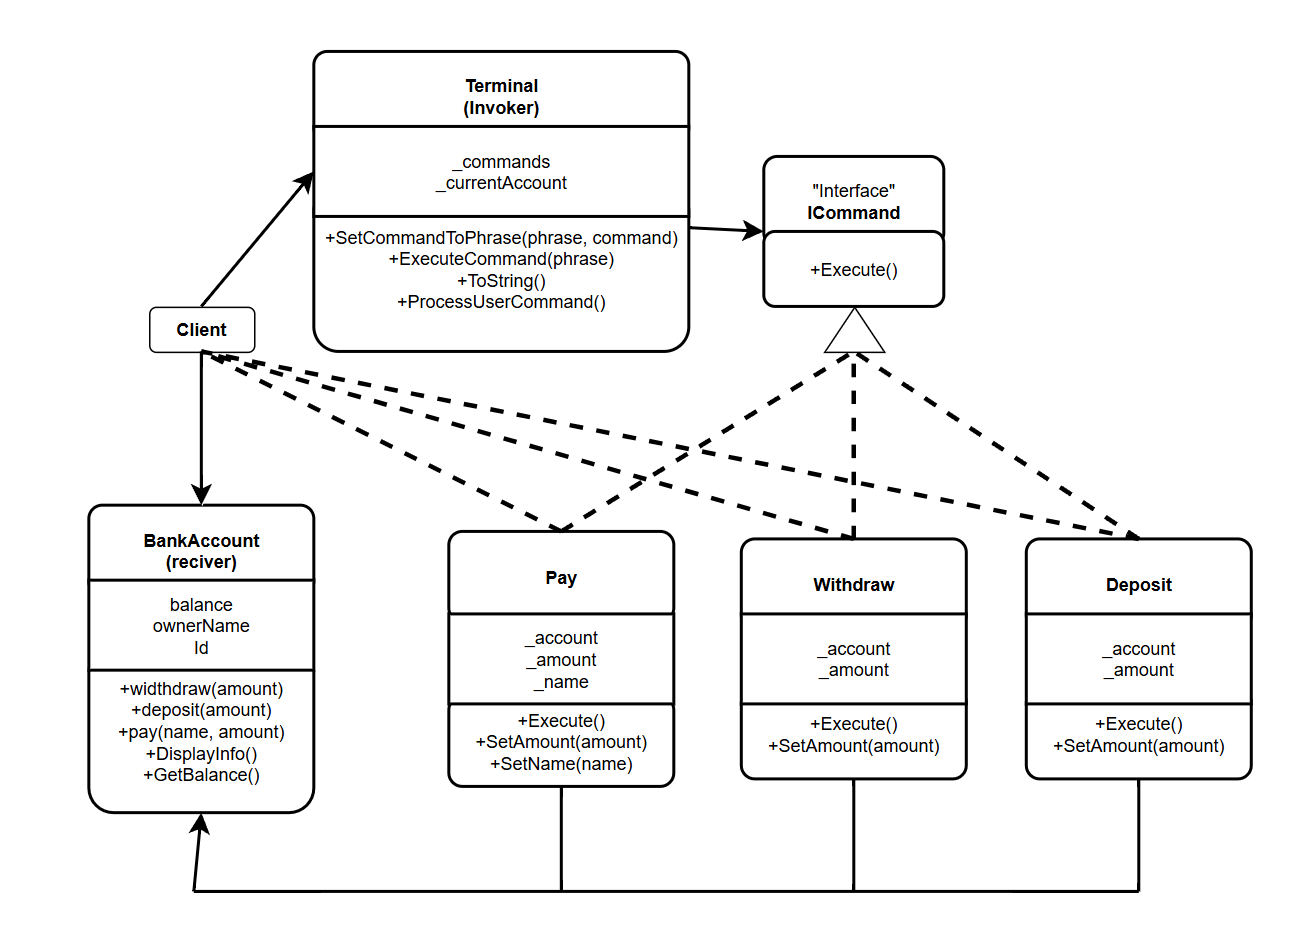 Terminal
(Invoker)
_commands
_currentAccount
+SetCommandToPhrase(phrase, command)
+ExecuteCommand(phrase)
+ToString()
+ProcessUserCommand()
"Interface"
ICommand
+Execute()
Client
BankAccount
(reciver)
balance
ownerName
Id
+widthdraw(amount)
+deposit(amount)
+pay(name, amount)
+DisplayInfo()
+GetBalance()
Pay
_account
_amount
_name
+Execute()
+SetAmount(amount)
+SetName(name)
Withdraw
_account
_amount
+Execute()
+SetAmount(amount)
Deposit
_account
_amount
+Execute()
+SetAmount(amount)